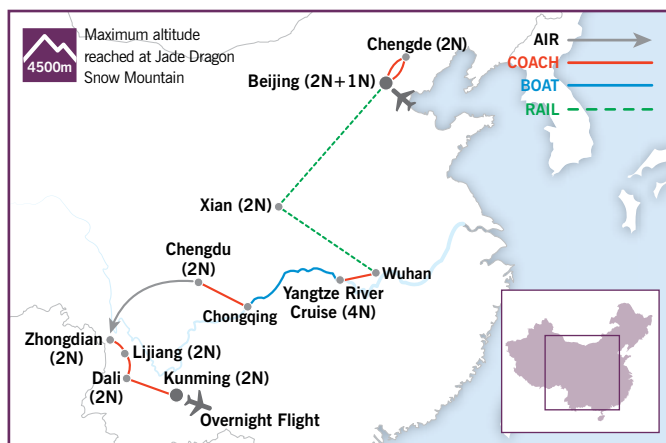 Maximum altitude
reached at Jade Dragon
Snow Mountain
4500m
AIR
COACH
BOAT
RAIL
Chengde (2N)
Beijing (2N+1N)
Xian (2N)
Chengdu
(2N)
Wuhan
Yangtze River
Cruise (4N)
Chongqing
Zhongdian
(2N)
Lijiang (2N)
Dali
(2N)
Kunming (2N)
Overnight Flight